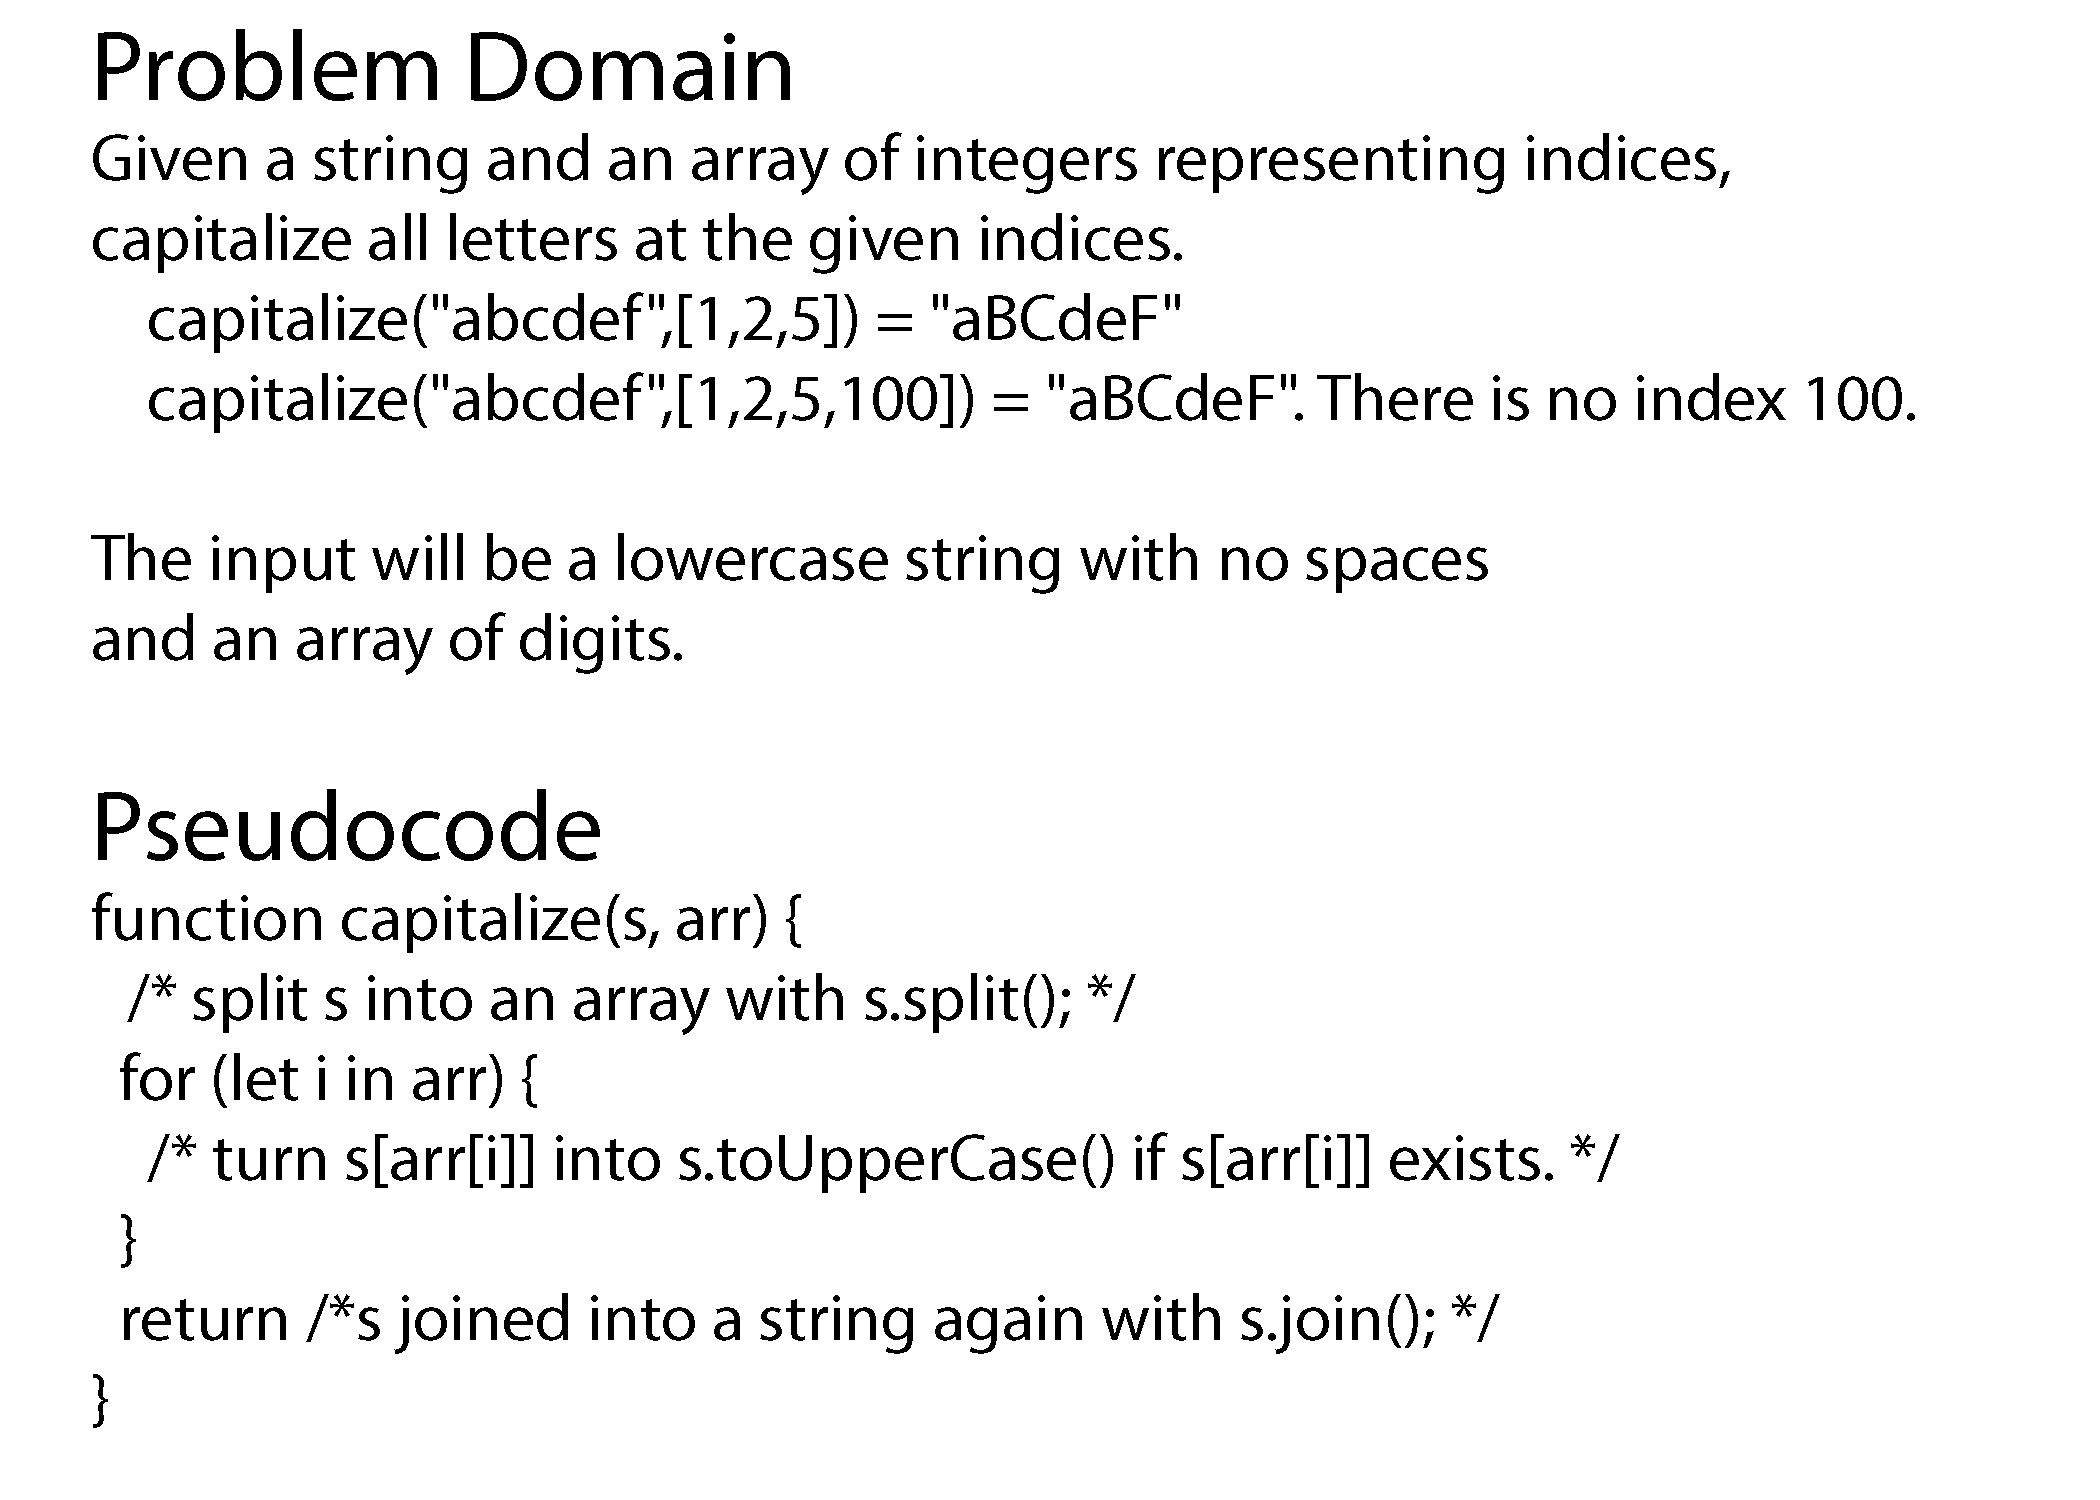 Problem Domain
Given a string and an array of integers representing indices,
capitalize all letters at the given indices.
capitalize("abcdef",[1,2,5]) = "aBCdeF"
capitalize("abcdef",[1,2,5,100]) = "aBCdeF". There is no index 100.
The input will be a lowercase string with no spaces
and an array of digits.
Pseudocode
function capitalize(s, arr) {
/* split s into an array with s.split(); */
for (let i in arr) {
/* turn s[arr[i]] into s.toUpperCase() if s[arr[i]] exists. */
}
return /*s joined into a string again with s.join(); */
}